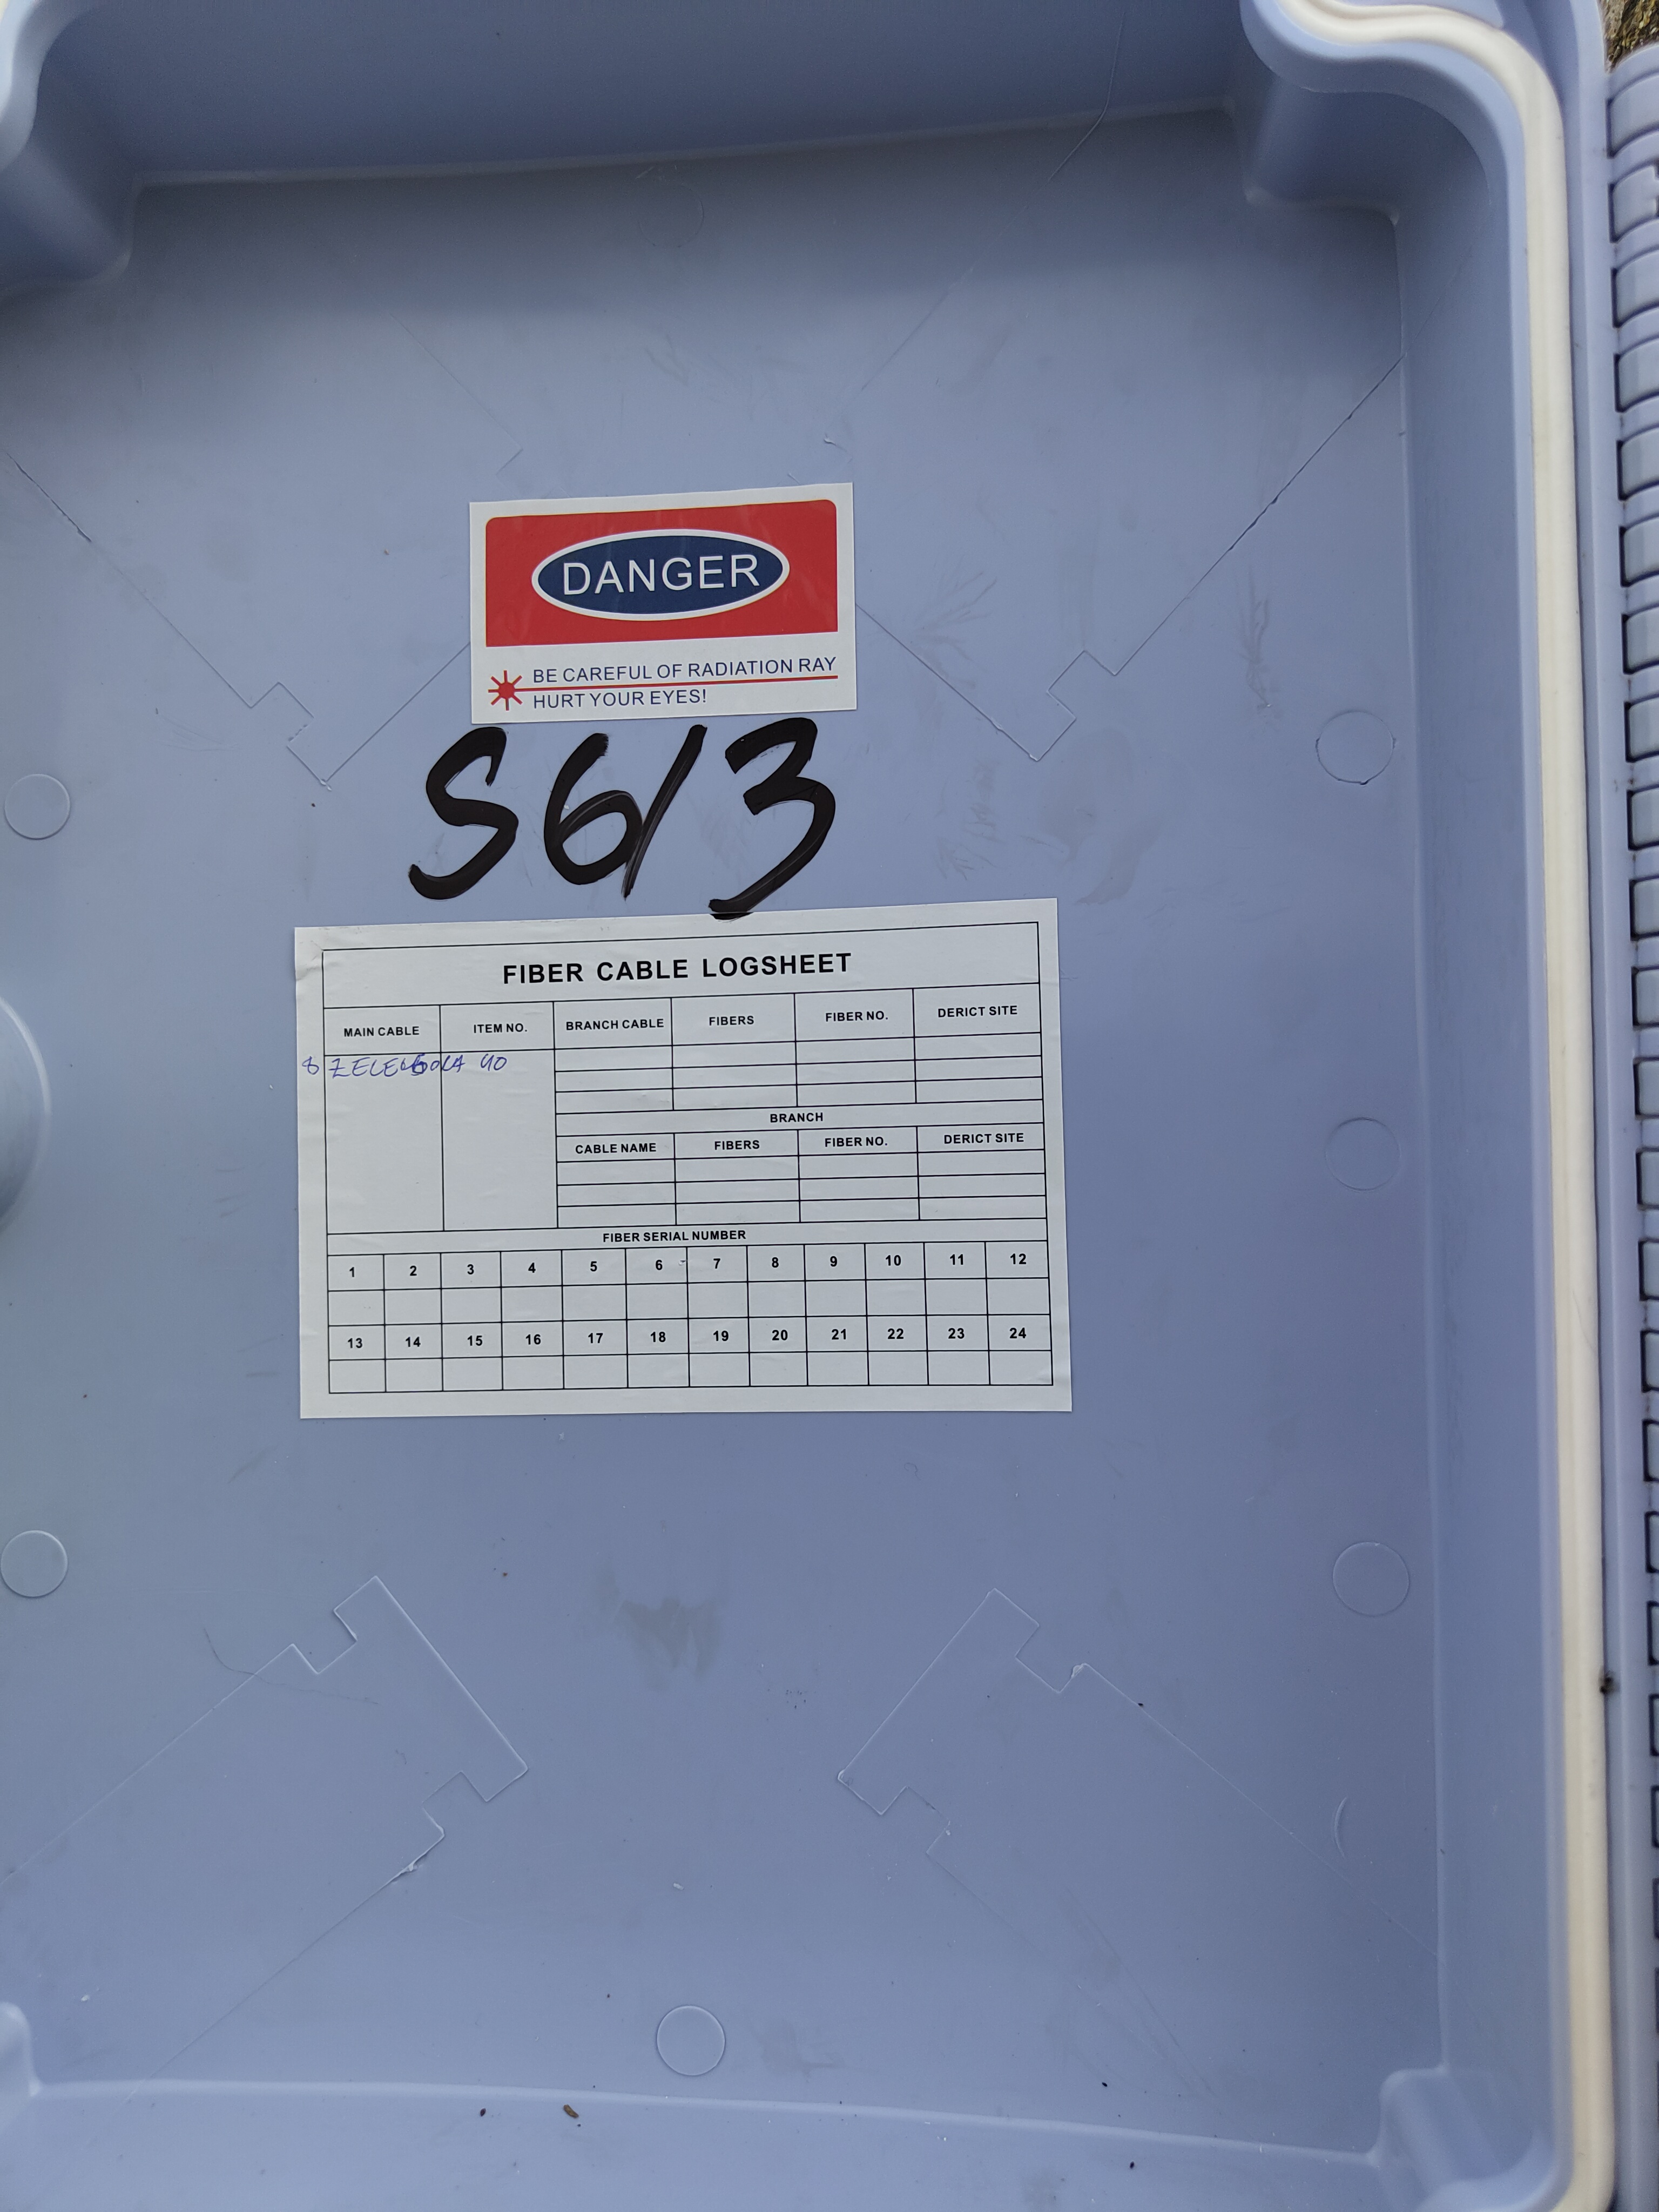 DANGER
BE CAREFUL OF RADIATION RAY
HURT YOUR EYES!
S6/3
FIBER CABLE LOGSHEET
MAIN CABLE ITEM NO. BRANCH CABLE FIBERS FIBER NO. DERICT SITE
8 40
BRANCH
CABLE NAME FIBERS FIBER NO. DERICT SITE
FIBER SERIAL NUMBER
1 2 3 4 5 6 7 8 9 10 11 12
13 14 15 16 17 18 19 20 21 22 23 24